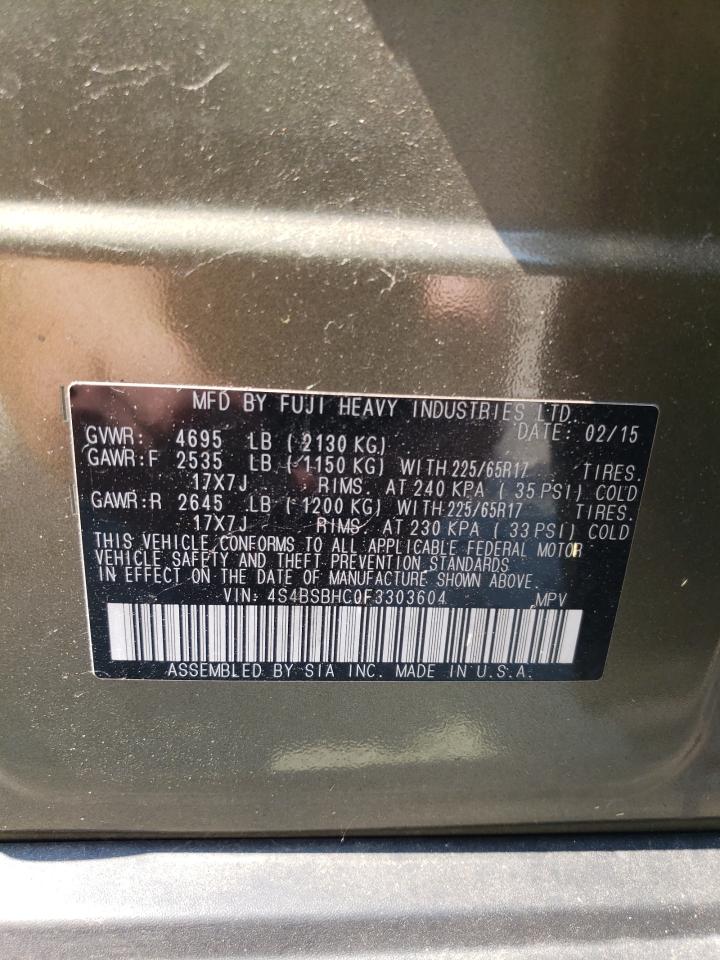 MFD BY FUJI HEAVY INDUSTRIES LTD.
DATE: 02/15
GVWR: 4695 LB ( 2130 KG)
GAWR:F 2535 LB ( 1150 KG) WITH 225/65R17 TIRES.
17X7J RIMS. AT 240 KPA ( 35 PSI) COLD
GAWR:R 2645 LB ( 1200 KG) WITH 225/65R17 TIRES.
17X7J RIMS. AT 230 KPA ( 33 PSI) COLD
THIS VEHICLE CONFORMS TO ALL APPLICABLE FEDERAL MOTOR
VEHICLE SAFETY AND THEFT PREVENTION STANDARDS
IN EFFECT ON THE DATE OF MANUFACTURE SHOWN ABOVE.
VIN: 4S4BSBHC0F3303604 MPV
ASSEMBLED BY SIA INC. MADE IN U.S.A.